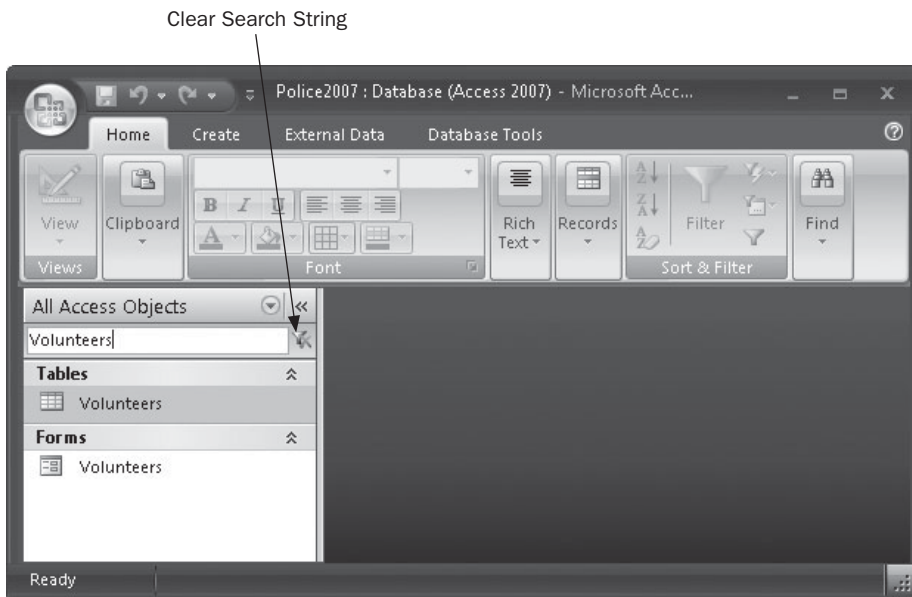 Clear Search String
Police2007 : Database (Access 2007) - Microsoft Acc...
Home Create External Data Database Tools
View
Clipboard
B I U
A
Rich
Text
Records
A
Z
Z
A
A
Z
Filter
Find
Views
Font
Sort & Filter
All Access Objects
Volunteers
Tables
Volunteers
Forms
Volunteers
Ready